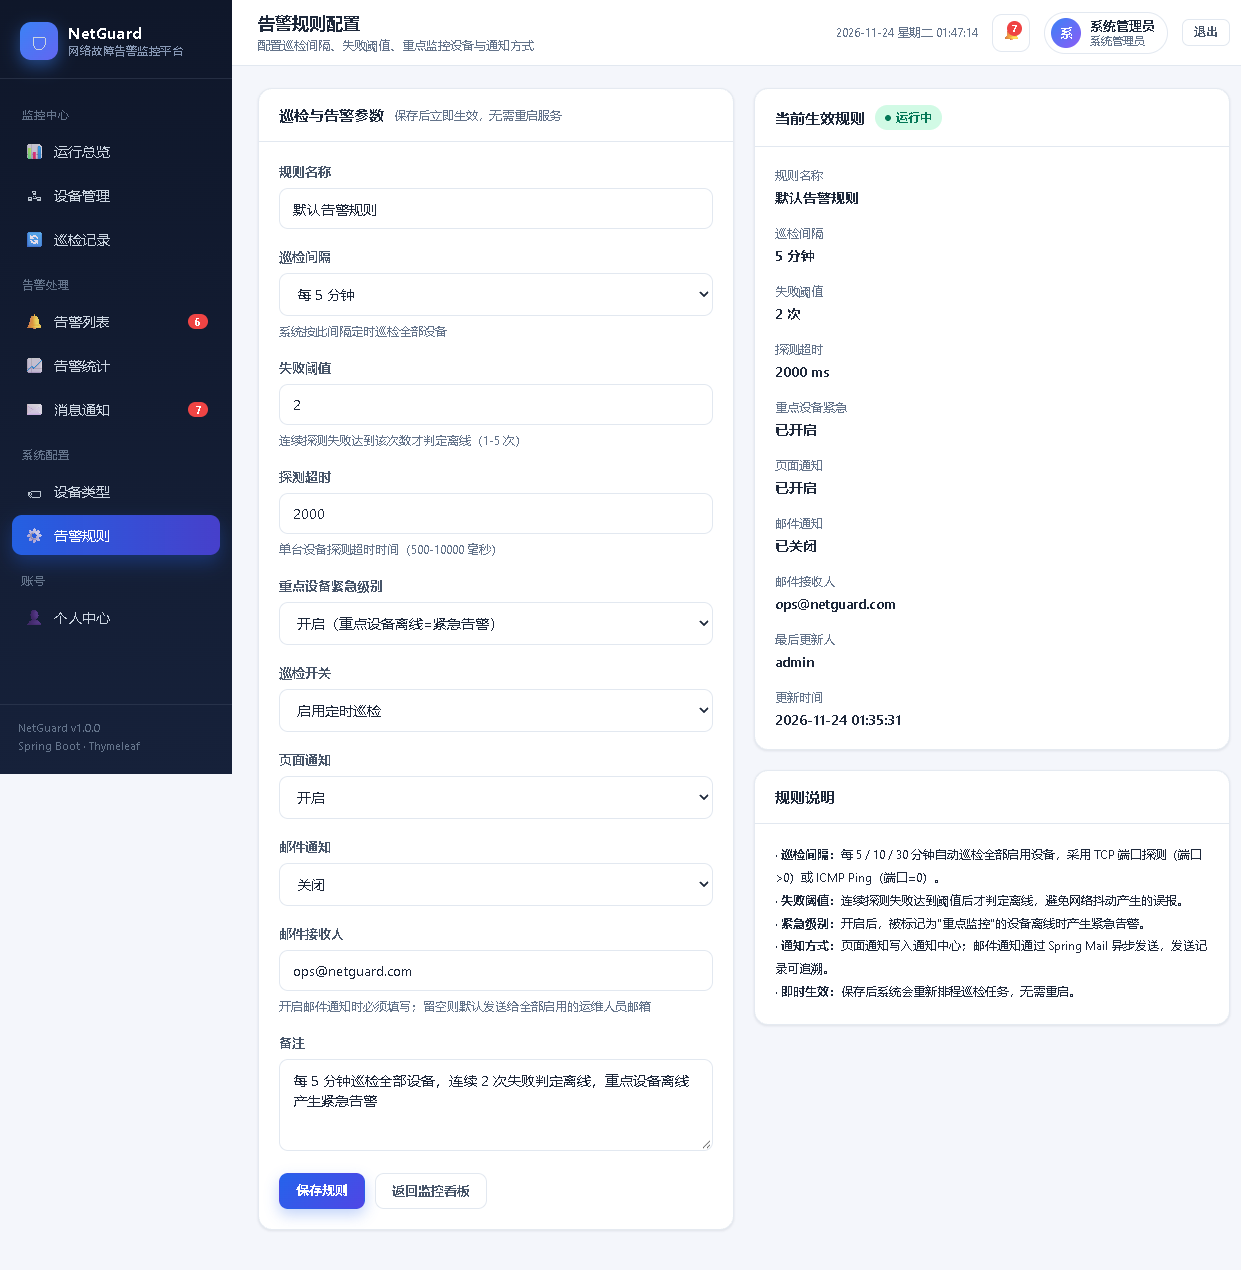 NetGuard
网络故障告警监控平台
监控中心
运行总览
设备管理
巡检记录
告警处理
告警列表 6
告警统计
消息通知 7
系统配置
设备类型
告警规则
账号
个人中心
NetGuard v1.0.0
Spring Boot · Thymeleaf
告警规则配置
配置巡检间隔、失败阈值、重点监控设备与通知方式
2026-11-24 星期二 01:47:14
7
系
系统管理员
系统管理员
退出
巡检与告警参数 保存后立即生效，无需重启服务
规则名称
默认告警规则
巡检间隔
每 5 分钟
系统按此间隔定时巡检全部设备
失败阈值
2
连续探测失败达到该次数才判定离线（1-5 次）
探测超时
2000
单台设备探测超时时间（500-10000 毫秒）
重点设备紧急级别
开启（重点设备离线=紧急告警）
巡检开关
启用定时巡检
页面通知
开启
邮件通知
关闭
邮件接收人
ops@netguard.com
开启邮件通知时必须填写；留空则默认发送给全部启用的运维人员邮箱
备注
每 5 分钟巡检全部设备，连续 2 次失败判定离线，重点设备离线
产生紧急告警
保存规则
返回监控看板
当前生效规则 ● 运行中
规则名称
默认告警规则
巡检间隔
5 分钟
失败阈值
2 次
探测超时
2000 ms
重点设备紧急
已开启
页面通知
已开启
邮件通知
已关闭
邮件接收人
ops@netguard.com
最后更新人
admin
更新时间
2026-11-24 01:35:31
规则说明
· 巡检间隔：每 5 / 10 / 30 分钟自动巡检全部启用设备，采用 TCP 端口探测（端口
>0）或 ICMP Ping（端口=0）。
· 失败阈值：连续探测失败达到阈值后才判定离线，避免网络抖动产生的误报。
· 紧急级别：开启后，被标记为"重点监控"的设备离线时产生紧急告警。
· 通知方式：页面通知写入通知中心；邮件通知通过 Spring Mail 异步发送，发送记
录可追溯。
· 即时生效：保存后系统会重新排程巡检任务，无需重启。